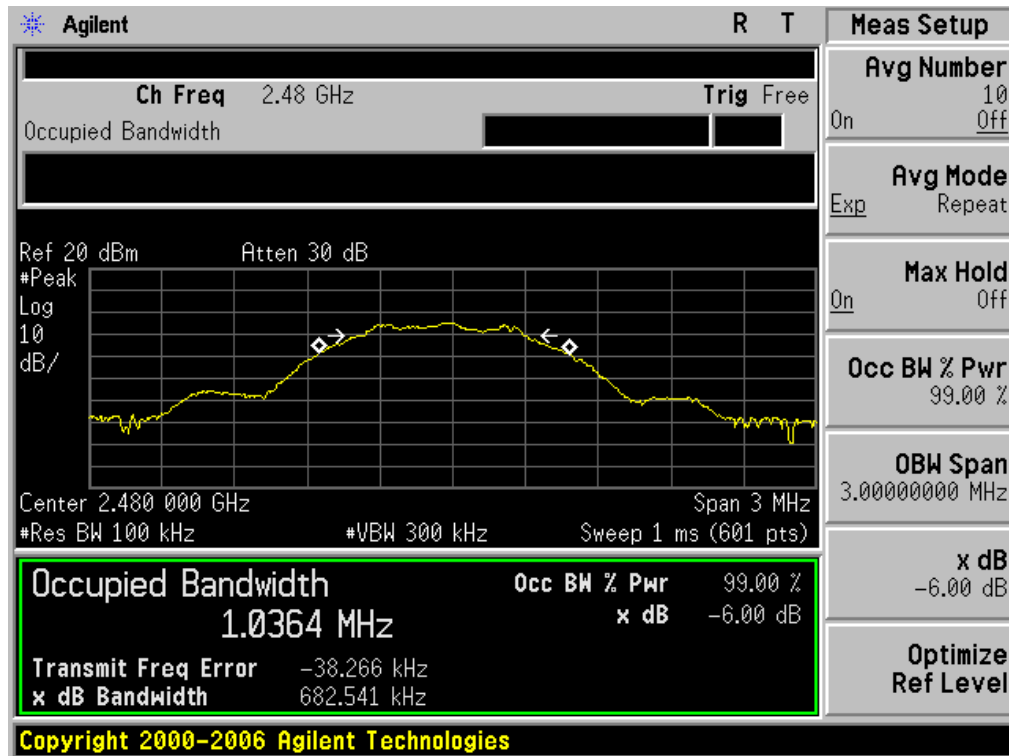 Agilent R T
Ch Freq 2.48 GHz Trig Free
Occupied Bandwidth
Ref 20 dBm Atten 30 dB
#Peak
Log
10
dB/
Center 2.480 000 GHz Span 3 MHz
#Res BW 100 kHz #VBW 300 kHz Sweep 1 ms (601 pts)
Occupied Bandwidth Occ BW % Pwr 99.00 %
1.0364 MHz x dB -6.00 dB
Transmit Freq Error -38.266 kHz
x dB Bandwidth 682.541 kHz
Copyright 2000-2006 Agilent Technologies
Meas Setup
Avg Number
10
On Off
Avg Mode
Exp Repeat
Max Hold
On Off
Occ BW % Pwr
99.00 %
OBW Span
3.00000000 MHz
x dB
-6.00 dB
Optimize
Ref Level